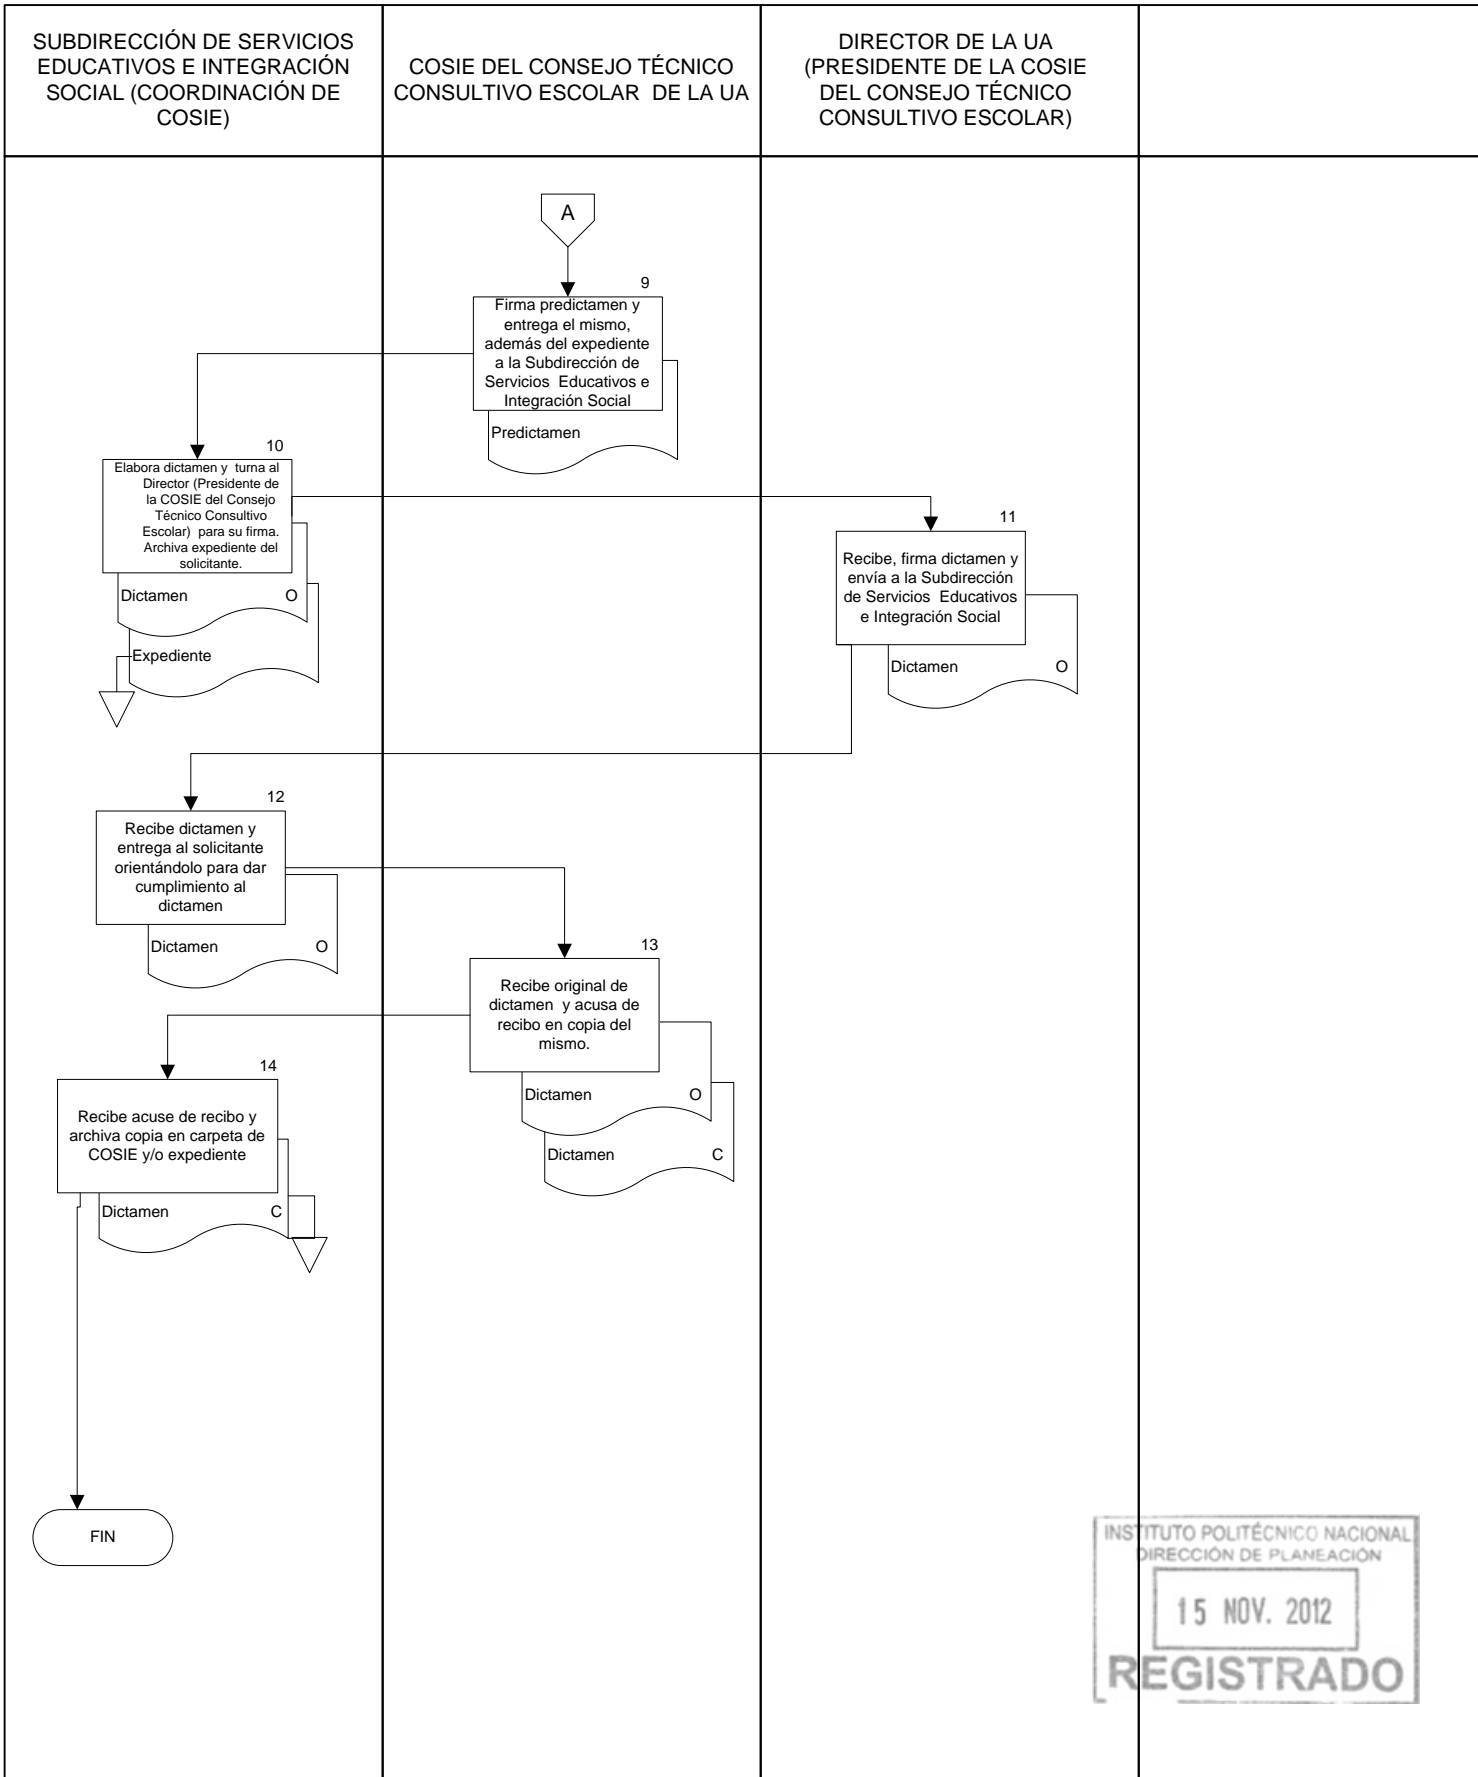 SUBDIRECCIÓN DE SERVICIOS
EDUCATIVOS E INTEGRACIÓN
SOCIAL (COORDINACIÓN DE
COSIE)
COSIE DEL CONSEJO TÉCNICO
CONSULTIVO ESCOLAR DE LA UA
DIRECTOR DE LA UA
(PRESIDENTE DE LA COSIE
DEL CONSEJO TÉCNICO
CONSULTIVO ESCOLAR)
A
9
Firma predictamen y
entrega el mismo,
además del expediente
a la Subdirección de
Servicios Educativos e
Integración Social
Predictamen
10
Elabora dictamen y turna al
Director (Presidente de
la COSIE del Consejo
Técnico Consultivo
Escolar) para su firma.
Archiva expediente del
solicitante.
Dictamen O
Expediente
11
Recibe, firma dictamen y
envía a la Subdirección
de Servicios Educativos
e Integración Social
Dictamen O
12
Recibe dictamen y
entrega al solicitante
orientándolo para dar
cumplimiento al
dictamen
Dictamen O
13
Recibe original de
dictamen y acusa de
recibo en copia del
mismo.
Dictamen O
Dictamen C
14
Recibe acuse de recibo y
archiva copia en carpeta de
COSIE y/o expediente
Dictamen C
FIN
INSTITUTO POLITÉCNICO NACIONAL
DIRECCIÓN DE PLANEACIÓN
15 NOV. 2012
REGISTRADO